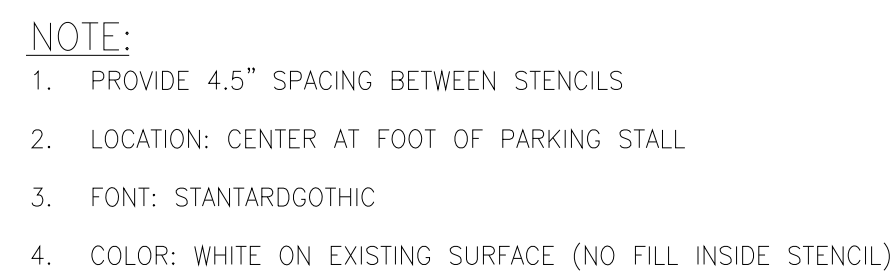 NOTE:
1. PROVIDE 4.5" SPACING BETWEEN STENCILS
2. LOCATION: CENTER AT FOOT OF PARKING STALL
3. FONT: STANTARDGOTHIC
4. COLOR: WHITE ON EXISTING SURFACE (NO FILL INSIDE STENCIL)